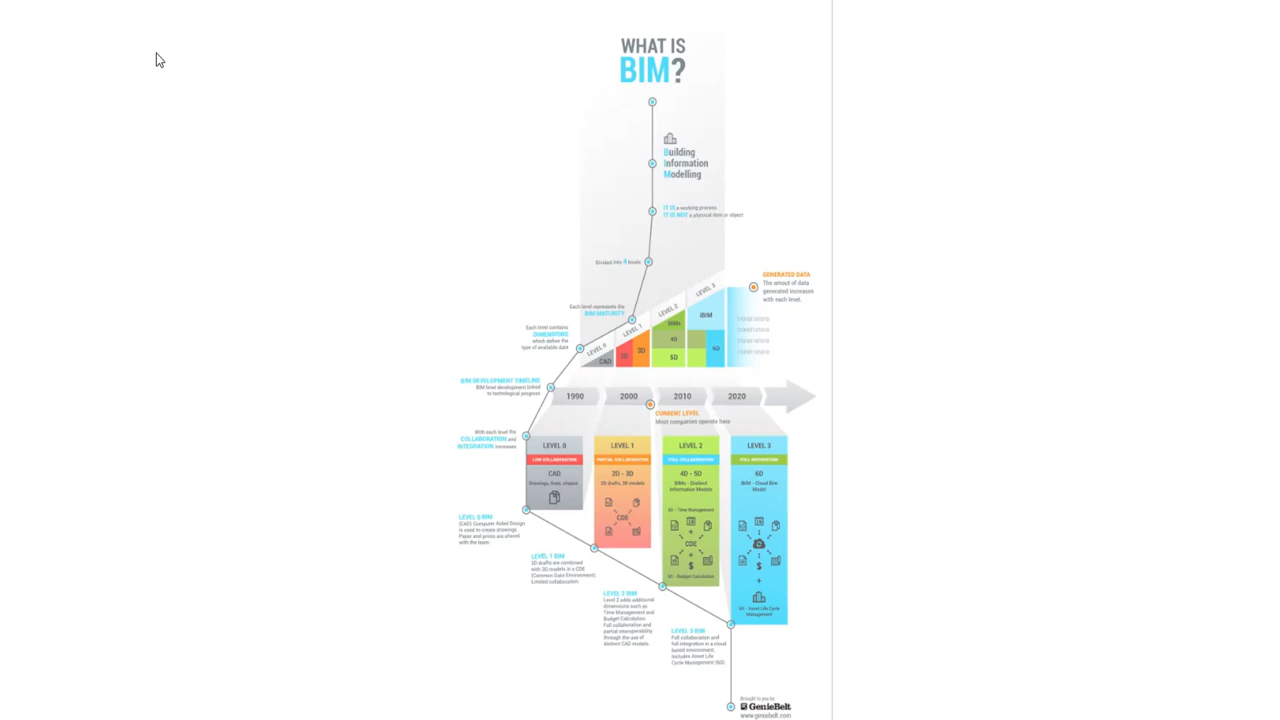 WHAT IS
BIM?
Building
Information
Modelling
IT IS a working process
IT IS NOT a physical item or object
Divided into 4 levels
GENERATED DATA
The amout of data
generated increases
with each level.
Each level represents the
BIM MATURITY
LEVEL 0
LEVEL 1
LEVEL 2
LEVEL 3
CAD
2D
3D
BIMs
4D
5D
iBIM
6D
Each level contains
DIMENSIONS
which define the
type of available data
BIM DEVELOPMENT TIMELINE
BIM level development linked
to technological progress
1990
2000
2010
2020
CURRENT LEVEL
Most companies operate here
With each level the
COLLABORATION and
INTEGRATION increases
LEVEL 0
LOW COLLABORATION
CAD
Drawings, lines, shapes
LEVEL 1
PARTIAL COLLABORATION
2D - 3D
2D drafts, 3D models
CDE
LEVEL 2
FULL COLLABORATION
4D - 5D
BIMs - Distinct
Information Models
4D - Time Management
CDE
$
5D - Budget Calculation
LEVEL 3
FULL INTEGRATION
6D
Model
$
6D - Asset Life Cycle
Management
LEVEL 0 BIM
(CAD) Computer Aided Design
is used to create drawings.
Paper and prints are shared
with the team.
LEVEL 1 BIM
2D drafts are combined
with 3D models in a CDE
(Common Data Environment)
Limited collaboration
LEVEL 2 BIM
Level 2 adds additional
dimensions such as
Time Management and
Budget Calculation
Full collaboration and
partial interoperability
through the use of
distinct CAD models.
LEVEL 3 BIM
Full collaboration and
full integration in a cloud
based environment,
includes Asset Life
Cycle Management (6D)
Brought to you by
GenieBelt
www.geniebelt.com